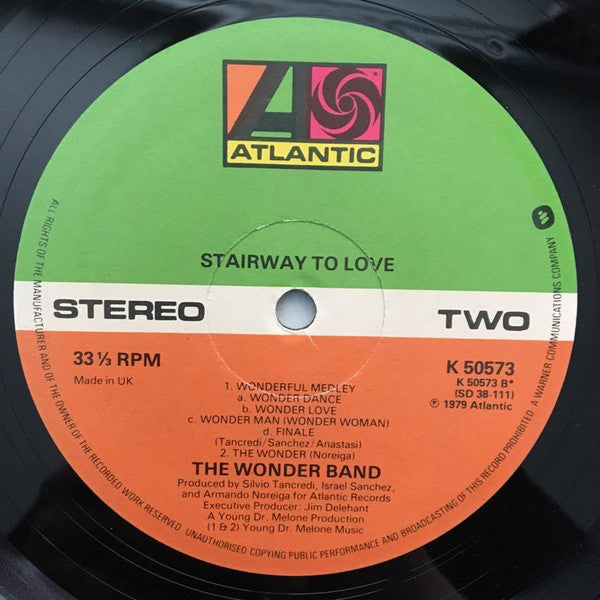 ATLANTIC
STAIRWAY TO LOVE
STEREO
TWO
33 ⅓ RPM
Made in UK
K 50573
K 50573 B*
(SD 38-111)
℗ 1979 Atlantic
1. WONDERFUL MEDLEY
a. WONDER DANCE
b. WONDER LOVE
c. WONDER MAN (WONDER WOMAN)
d. FINALE
(Tancredi/Sanchez/Anastasi)
2. THE WONDER (Noreiga)
THE WONDER BAND
Produced by Silvio Tancredi, Israel Sanchez,
and Armando Noreiga for Atlantic Records
Executive Producer: Jim Delehant
A Young Dr. Melone Production
(1 & 2) Young Dr. Melone Music
ALL RIGHTS OF THE MANUFACTURER AND OF THE OWNER OF THE RECORDED WORK RESERVED. UNAUTHORISED COPYING PUBLIC PERFORMANCE AND BROADCASTING OF THIS RECORD PROHIBITED A WARNER COMMUNICATIONS COMPANY